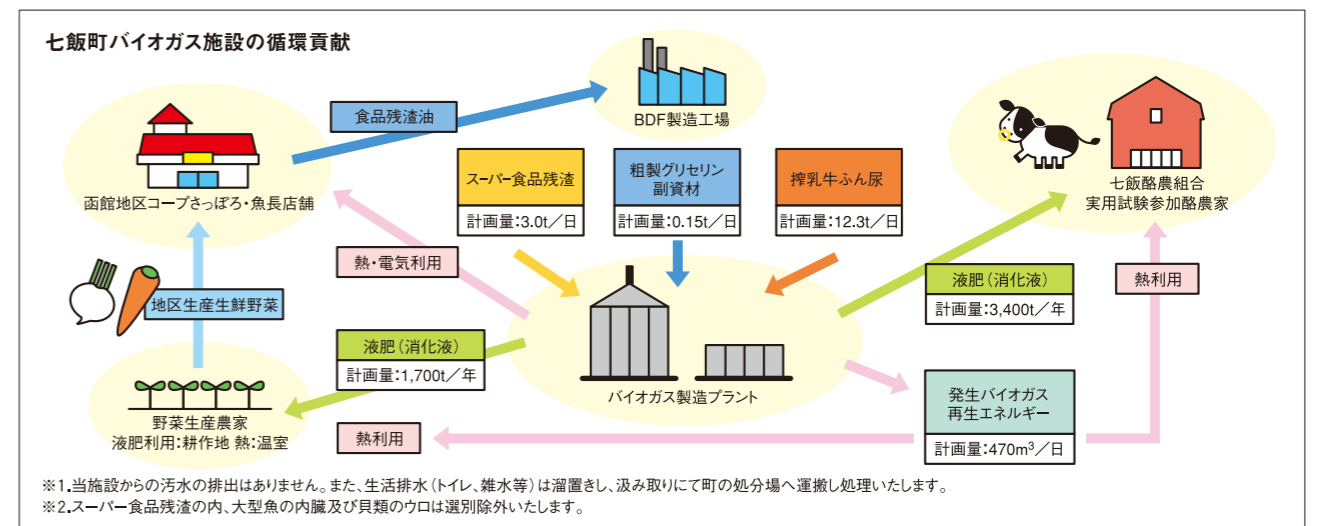 七飯町バイオガス施設の循環貢献
食品残渣油
BDF製造工場
函館地区コープさっぽろ・魚長店舗
スーパー食品残渣
計画量:3.0t/日
粗製グリセリン
副資材
計画量:0.15t/日
搾乳牛ふん尿
計画量:12.3t/日
七飯酪農組合
実用試験参加酪農家
熱・電気利用
地区生産生鮮野菜
液肥(消化液)
計画量:3,400t/年
熱利用
液肥(消化液)
計画量:1,700t/年
バイオガス製造プラント
発生バイオガス
再生エネルギー
計画量:470m³/日
野菜生産農家
液肥利用:耕作地 熱:温室
熱利用
※1.当施設からの汚水の排出はありません。また、生活排水(トイレ、雑水等)は溜置きし、汲み取りにて町の処分場へ運搬し処理いたします。
※2.スーパー食品残渣の内、大型魚の内臓及び貝類のウロは選別除外いたします。